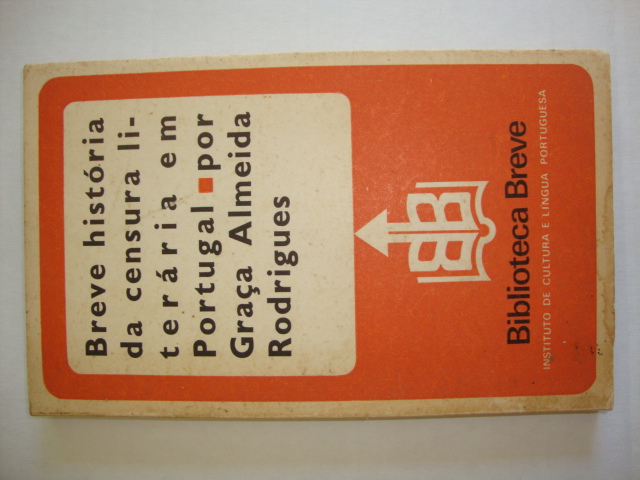 Breve história
da censura li-
terária em
Portugal ■ por
Graça Almeida
Rodrigues
BB
Biblioteca Breve
INSTITUTO DE CULTURA E LÍNGUA PORTUGUESA